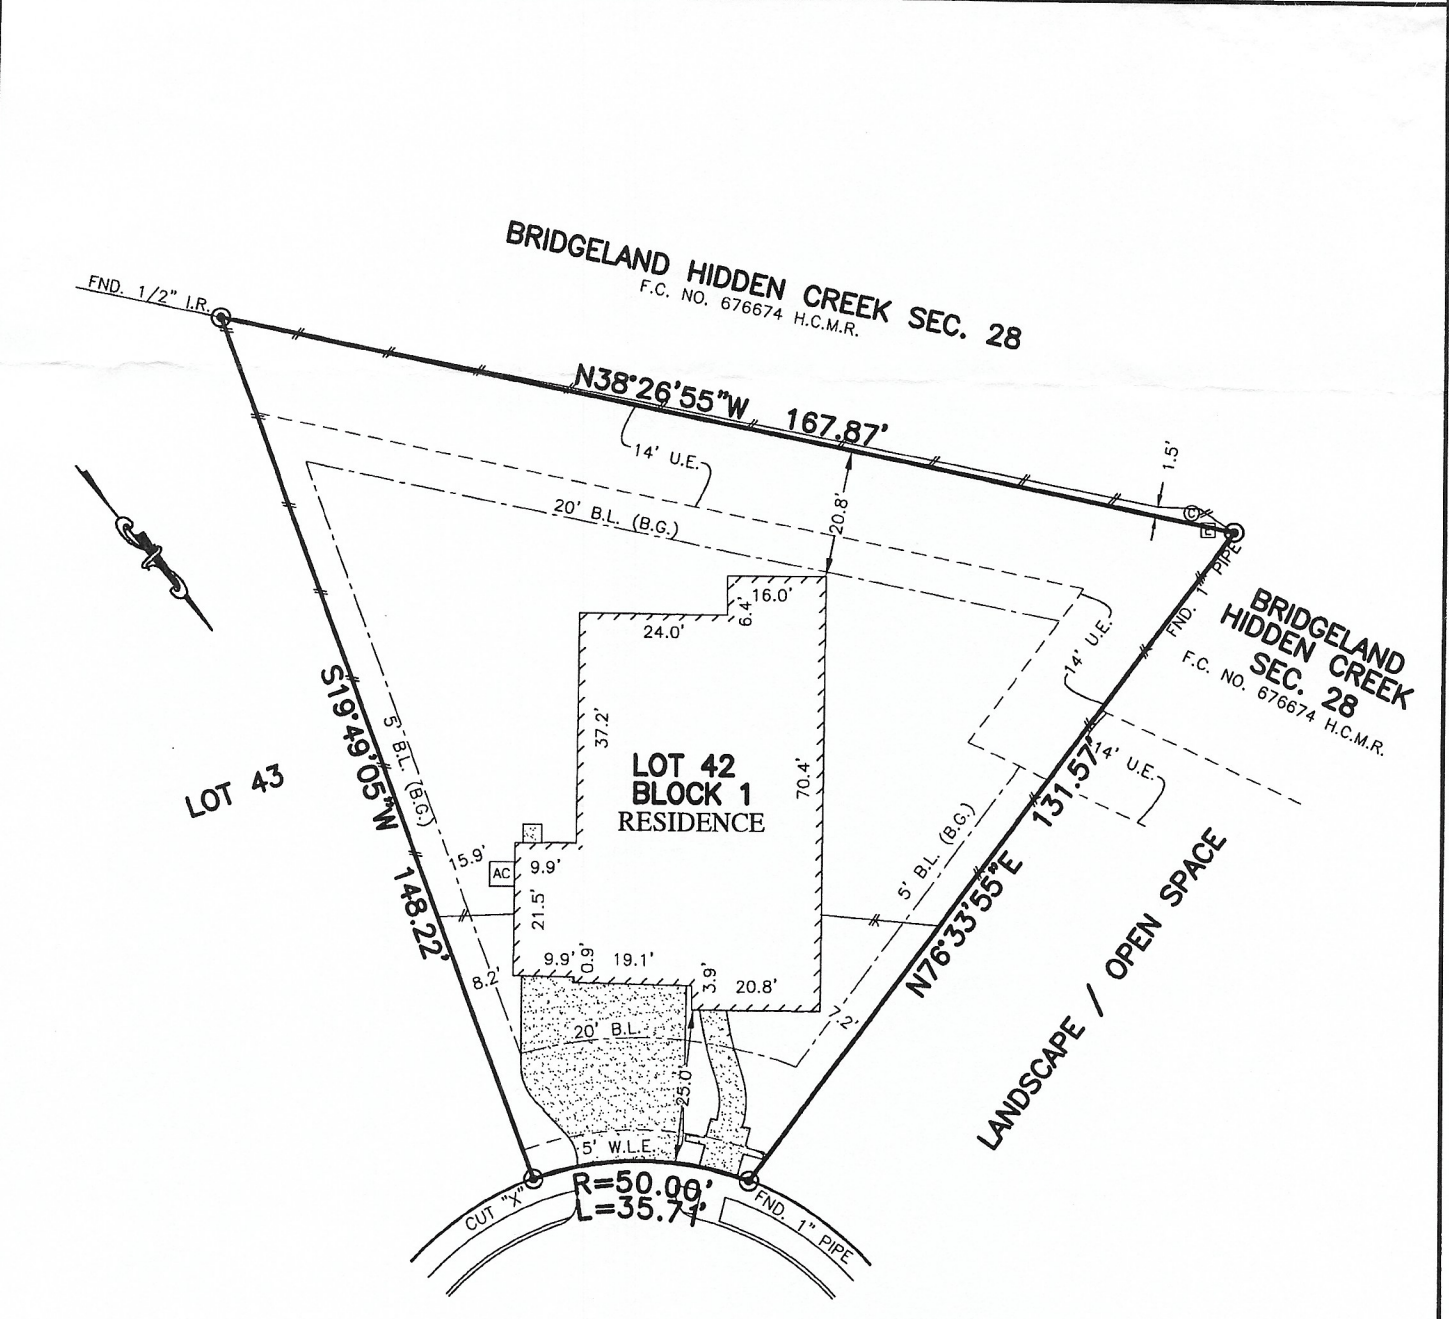 BRIDGELAND HIDDEN CREEK SEC. 28
F.C. NO. 676674 H.C.M.R.
FND. 1/2" I.R.
N38°26'55"W 167.87'
14' U.E.
1.5'
20' B.L. (B.G.)
20.8'
C
E
FND. 1" PIPE
16.0'
6.4'
24.0'
14' U.E.
BRIDGELAND
HIDDEN CREEK
SEC. 28
F.C. NO. 676674 H.C.M.R.
37.2'
S19°49'05"W 148.22'
5' B.L. (B.G.)
LOT 43
LOT 42
BLOCK 1
RESIDENCE
70.4'
14' U.E.
N76°33'55"E 131.57'
5' B.L. (B.G.)
LANDSCAPE / OPEN SPACE
15.9'
AC
9.9'
21.5'
9.9'
0.9'
19.1'
3.9'
20.8'
8.2'
7.2'
20' B.L.
25.0'
5' W.L.E.
R=50.00'
L=35.71'
CUT "X"
FND. 1" PIPE